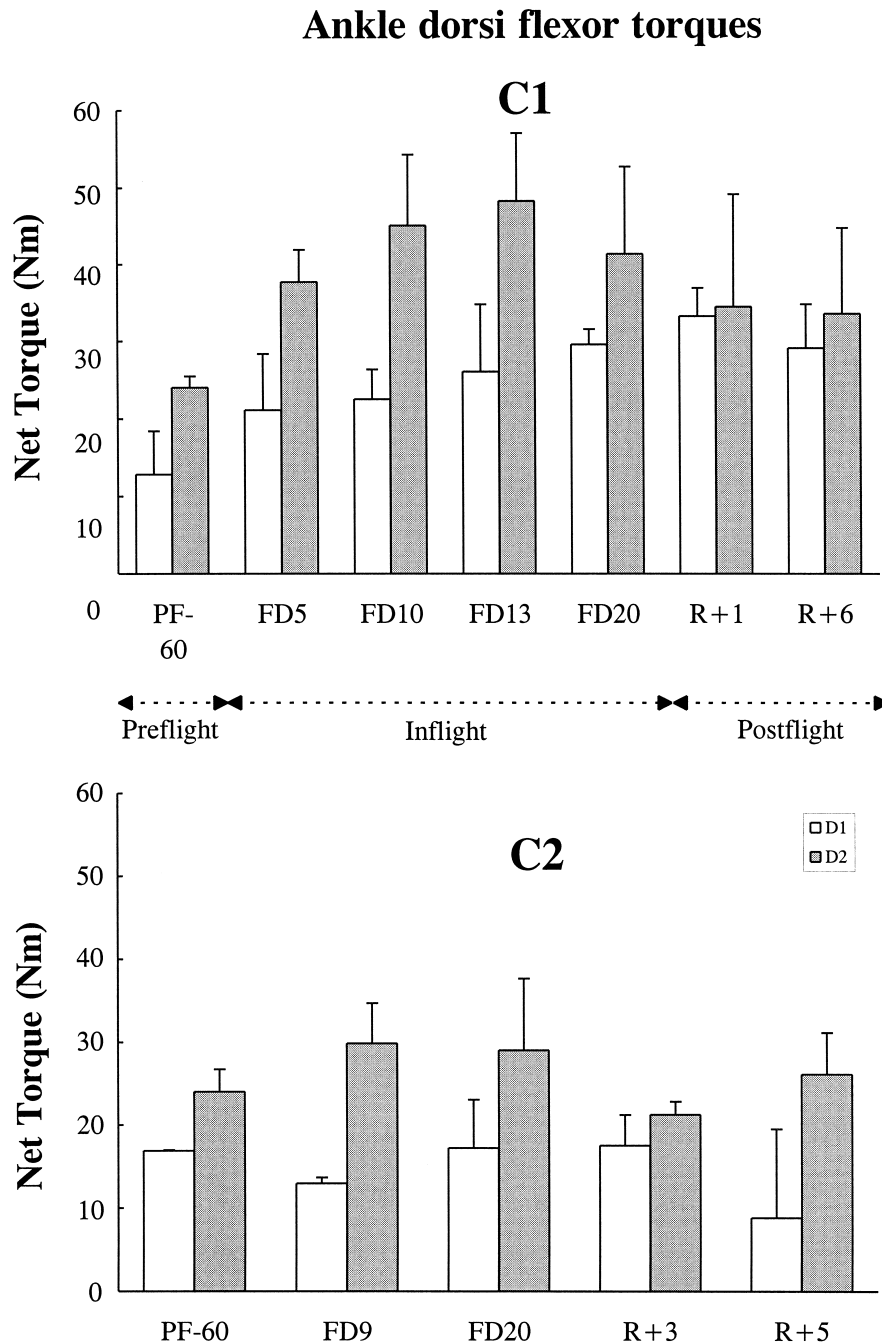 Ankle dorsi flexor torques
C1
60
50
40
30
20
10
0
Net Torque (Nm)
PF-
60
FD5 FD10 FD13 FD20 R+1 R+6
Preflight Inflight Postflight
60
50
40
30
20
10
0
Net Torque (Nm)
C2
D1
D2
PF-60 FD9 FD20 R+3 R+5